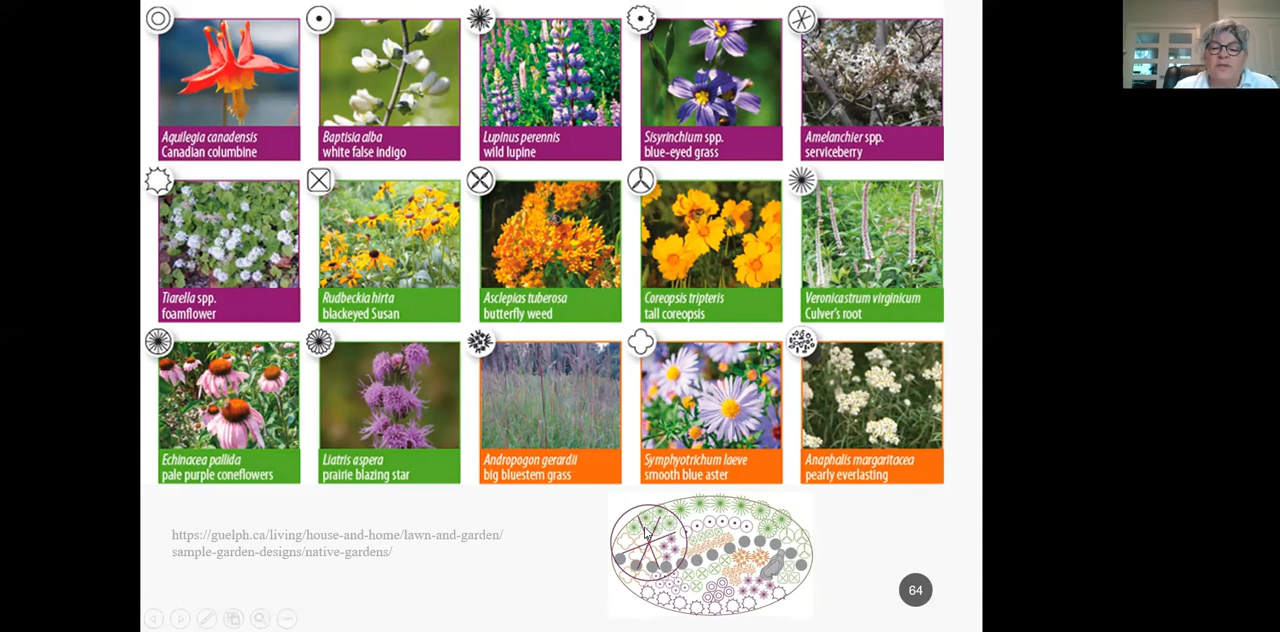 Aquilegia canadensis
Canadian columbine
Baptisia alba
white false indigo
Lupinus perennis
wild lupine
Sisyrinchium spp.
blue-eyed grass
Amelanchier spp.
serviceberry
Tiarella spp.
foamflower
Rudbeckia hirta
blackeyed Susan
Asclepias tuberosa
butterfly weed
Coreopsis tripteris
tall coreopsis
Veronicastrum virginicum
Culver's root
Echinacea pallida
pale purple coneflowers
Liatris aspera
prairie blazing star
Andropogon gerardii
big bluestem grass
Symphyotrichum laeve
smooth blue aster
Anaphalis margaritacea
pearly everlasting
https://guelph.ca/living/house-and-home/lawn-and-garden/
sample-garden-designs/native-gardens/
64